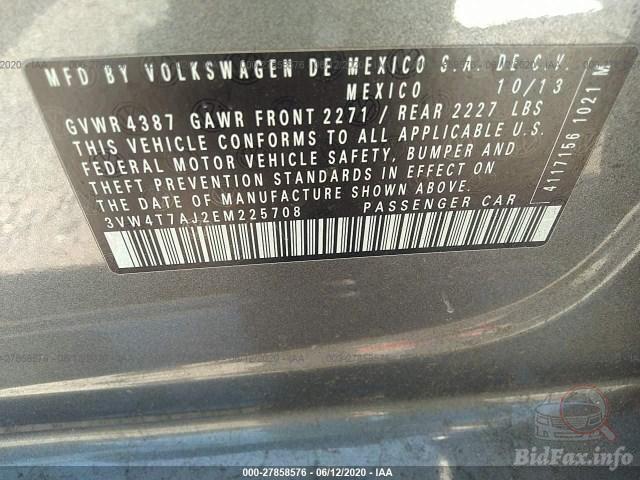 MFD BY VOLKSWAGEN DE MEXICO S.A. DE C.V.
MEXICO 10/13
GVWR 4387 GAWR FRONT 2271 / REAR 2227 LBS
THIS VEHICLE CONFORMS TO ALL APPLICABLE U.S.
FEDERAL MOTOR VEHICLE SAFETY, BUMPER AND
THEFT PREVENTION STANDARDS IN EFFECT ON
THE DATE OF MANUFACTURE SHOWN ABOVE.
3VW4T7AJ2EM225708 PASSENGER CAR
4117156 1021 M
000-27858576 · 06/12/2020 · IAA
BidFax.info